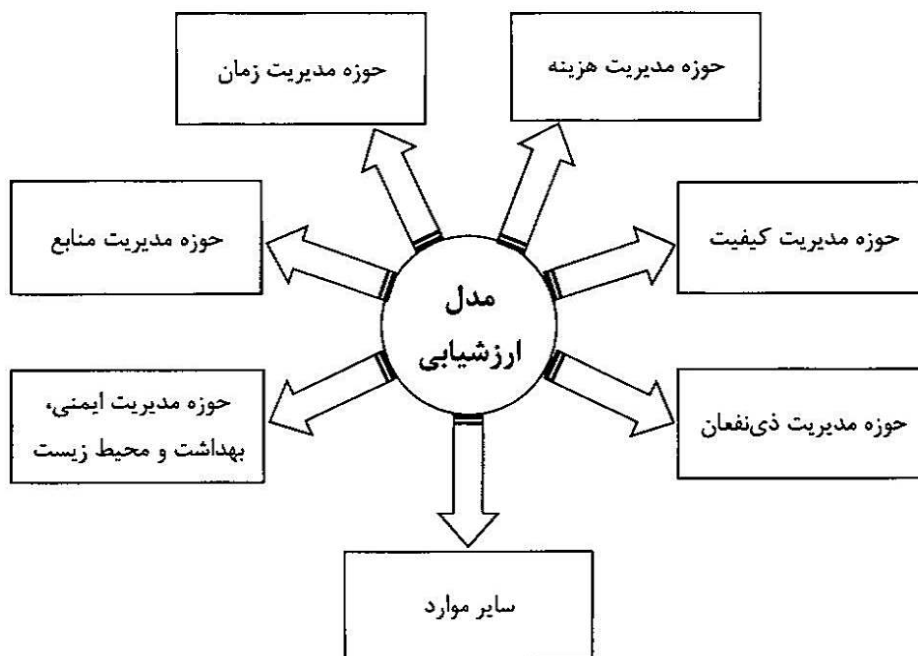 حوزه مدیریت هزینه
حوزه مدیریت زمان
حوزه مدیریت کیفیت
حوزه مدیریت منابع
مدل
ارزشیابی
حوزه مدیریت ذی‌نفعان
حوزه مدیریت ایمنی،
بهداشت و محیط زیست
سایر موارد